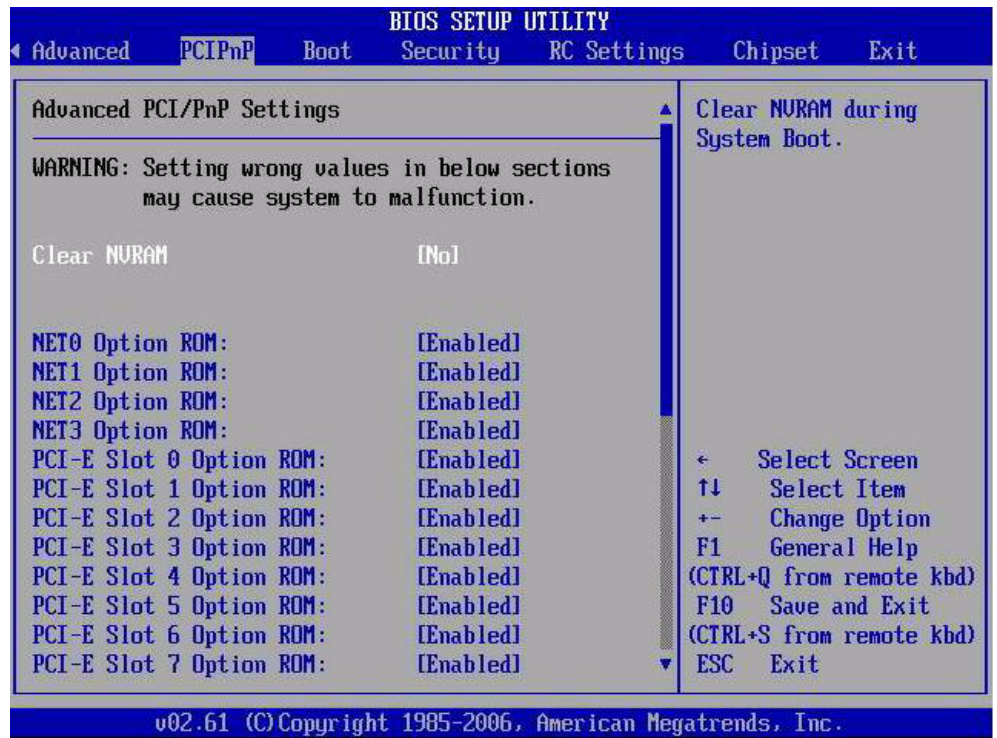 BIOS SETUP UTILITY
Advanced PCIPnP Boot Security RC Settings Chipset Exit
Advanced PCI/PnP Settings
WARNING: Setting wrong values in below sections
may cause system to malfunction.
Clear NVRAM [No]
NET0 Option ROM: [Enabled]
NET1 Option ROM: [Enabled]
NET2 Option ROM: [Enabled]
NET3 Option ROM: [Enabled]
PCI-E Slot 0 Option ROM: [Enabled]
PCI-E Slot 1 Option ROM: [Enabled]
PCI-E Slot 2 Option ROM: [Enabled]
PCI-E Slot 3 Option ROM: [Enabled]
PCI-E Slot 4 Option ROM: [Enabled]
PCI-E Slot 5 Option ROM: [Enabled]
PCI-E Slot 6 Option ROM: [Enabled]
PCI-E Slot 7 Option ROM: [Enabled]
Clear NVRAM during
System Boot.
← Select Screen
↑↓ Select Item
+- Change Option
F1 General Help
(CTRL+Q from remote kbd)
F10 Save and Exit
(CTRL+S from remote kbd)
ESC Exit
v02.61 (C)Copyright 1985-2006, American Megatrends, Inc.